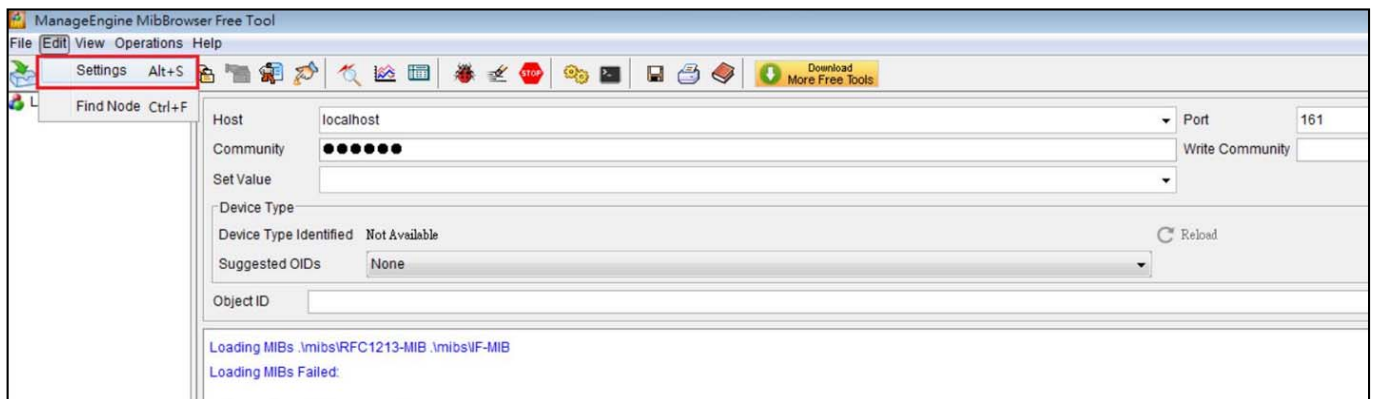 ManageEngine MibBrowser Free Tool
File Edit View Operations Help
Settings Alt+S
Find Node Ctrl+F
STOP
Download
More Free Tools
L
Host localhost Port 161
Community ●●●●●● Write Community
Set Value
Device Type
Device Type Identified Not Available Reload
Suggested OIDs None
Object ID
Loading MIBs .\mibs\RFC1213-MIB .\mibs\IF-MIB
Loading MIBs Failed: